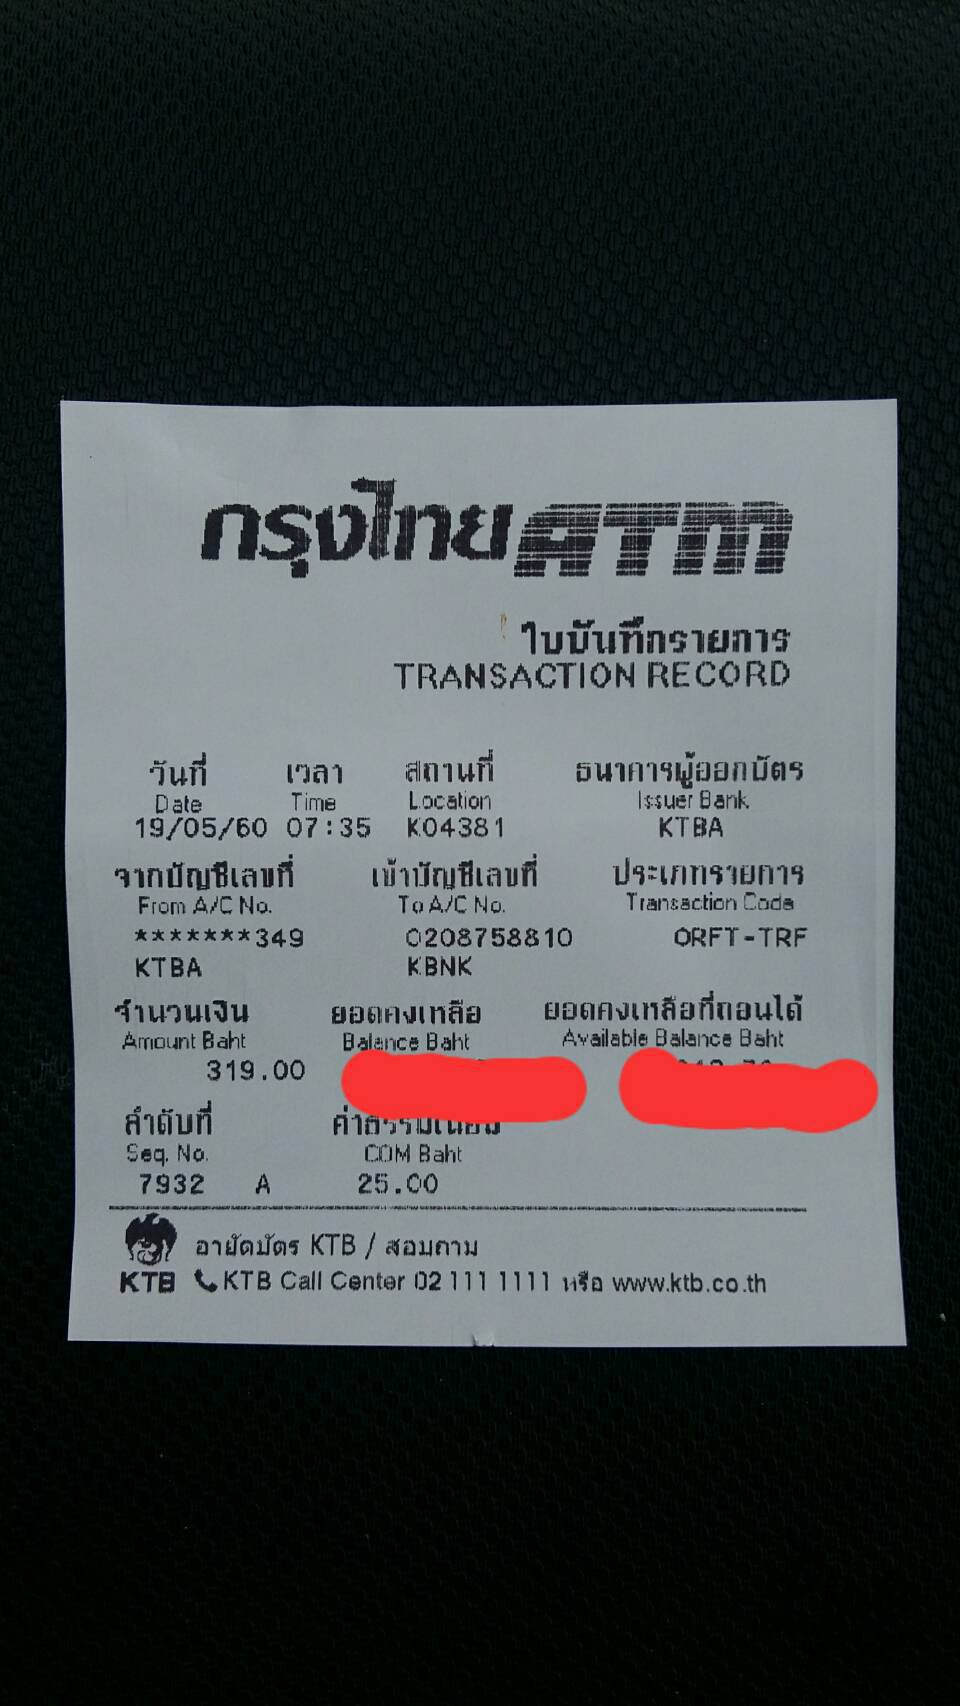 กรุงไทย ATM
ใบบันทึกรายการ
TRANSACTION RECORD
วันที่ เวลา สถานที่ ธนาคารผู้ออกบัตร
Date Time Location Issuer Bank
19/05/60 07:35 K04381 KTBA
จากบัญชีเลขที่ เข้าบัญชีเลขที่ ประเภทรายการ
From A/C No. To A/C No. Transaction Code
*******349 0208758810 ORFT-TRF
KTBA KBNK
จำนวนเงิน ยอดคงเหลือ ยอดคงเหลือที่ถอนได้
Amount Baht Balance Baht Available Balance Baht
319.00
ลำดับที่ ค่าธรรมเนียม
Seq. No. COM Baht
7932 A 25.00
อายัดบัตร KTB / สอบถาม
KTB KTB Call Center 02 111 1111 หรือ www.ktb.co.th